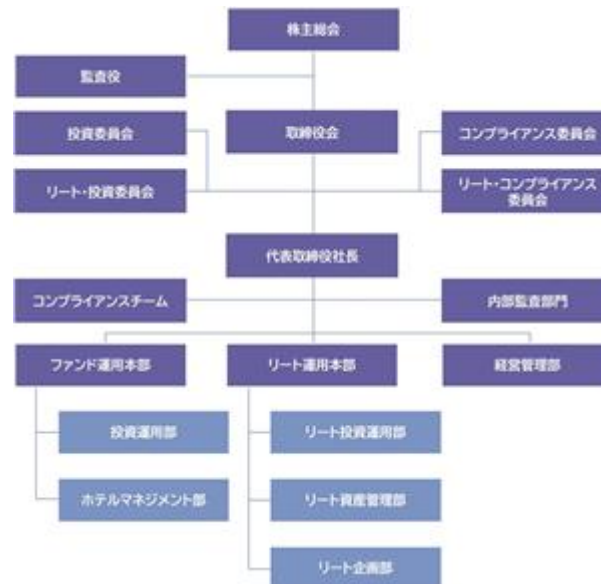 株主総会
監査役
投資委員会
取締役会
コンプライアンス委員会
リート・投資委員会
リート・コンプライアンス
委員会
代表取締役社長
コンプライアンスチーム
内部監査部門
ファンド運用本部
リート運用本部
経営管理部
投資運用部
リート投資運用部
ホテルマネジメント部
リート資産管理部
リート企画部